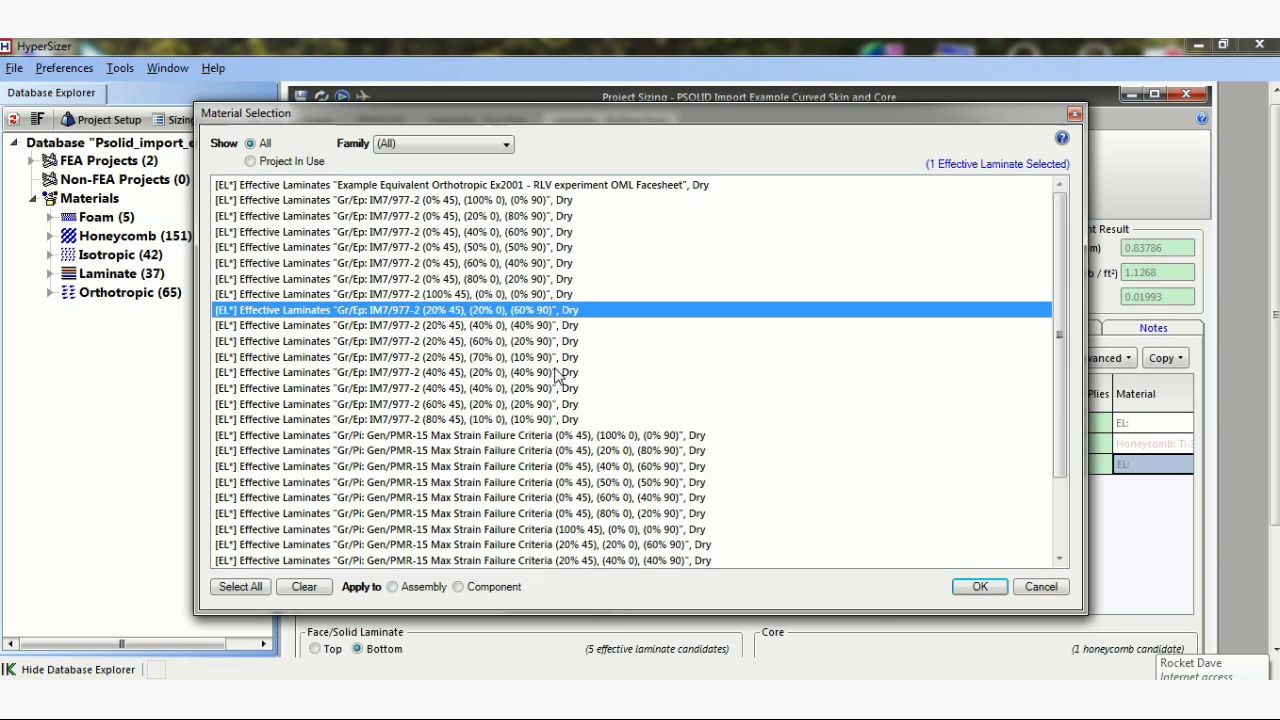 HyperSizer
File Preferences Tools Window Help
Database Explorer
Project Sizing - PSOLID Import Example Curved Skin and Core
Project Setup Sizin
Database "Psolid_import_e
FEA Projects (2)
Non-FEA Projects (0)
Materials
Foam (5)
Honeycomb (151)
Isotropic (42)
Laminate (37)
Orthotropic (65)
Hide Database Explorer
Material Selection
Show All Family (All)
Project In Use
(1 Effective Laminate Selected)
[EL*] Effective Laminates "Example Equivalent Orthotropic Ex2001 - RLV experiment OML Facesheet", Dry
[EL*] Effective Laminates "Gr/Ep: IM7/977-2 (0% 45), (100% 0), (0% 90)", Dry
[EL*] Effective Laminates "Gr/Ep: IM7/977-2 (0% 45), (20% 0), (80% 90)", Dry
[EL*] Effective Laminates "Gr/Ep: IM7/977-2 (0% 45), (40% 0), (60% 90)", Dry
[EL*] Effective Laminates "Gr/Ep: IM7/977-2 (0% 45), (50% 0), (50% 90)", Dry
[EL*] Effective Laminates "Gr/Ep: IM7/977-2 (0% 45), (60% 0), (40% 90)", Dry
[EL*] Effective Laminates "Gr/Ep: IM7/977-2 (0% 45), (80% 0), (20% 90)", Dry
[EL*] Effective Laminates "Gr/Ep: IM7/977-2 (100% 45), (0% 0), (0% 90)", Dry
[EL*] Effective Laminates "Gr/Ep: IM7/977-2 (20% 45), (20% 0), (60% 90)", Dry
[EL*] Effective Laminates "Gr/Ep: IM7/977-2 (20% 45), (40% 0), (40% 90)", Dry
[EL*] Effective Laminates "Gr/Ep: IM7/977-2 (20% 45), (60% 0), (20% 90)", Dry
[EL*] Effective Laminates "Gr/Ep: IM7/977-2 (20% 45), (70% 0), (10% 90)", Dry
[EL*] Effective Laminates "Gr/Ep: IM7/977-2 (40% 45), (20% 0), (40% 90)", Dry
[EL*] Effective Laminates "Gr/Ep: IM7/977-2 (40% 45), (40% 0), (20% 90)", Dry
[EL*] Effective Laminates "Gr/Ep: IM7/977-2 (60% 45), (20% 0), (20% 90)", Dry
[EL*] Effective Laminates "Gr/Ep: IM7/977-2 (80% 45), (10% 0), (10% 90)", Dry
[EL*] Effective Laminates "Gr/Pi: Gen/PMR-15 Max Strain Failure Criteria (0% 45), (100% 0), (0% 90)", Dry
[EL*] Effective Laminates "Gr/Pi: Gen/PMR-15 Max Strain Failure Criteria (0% 45), (20% 0), (80% 90)", Dry
[EL*] Effective Laminates "Gr/Pi: Gen/PMR-15 Max Strain Failure Criteria (0% 45), (40% 0), (60% 90)", Dry
[EL*] Effective Laminates "Gr/Pi: Gen/PMR-15 Max Strain Failure Criteria (0% 45), (50% 0), (50% 90)", Dry
[EL*] Effective Laminates "Gr/Pi: Gen/PMR-15 Max Strain Failure Criteria (0% 45), (60% 0), (40% 90)", Dry
[EL*] Effective Laminates "Gr/Pi: Gen/PMR-15 Max Strain Failure Criteria (0% 45), (80% 0), (20% 90)", Dry
[EL*] Effective Laminates "Gr/Pi: Gen/PMR-15 Max Strain Failure Criteria (100% 45), (0% 0), (0% 90)", Dry
[EL*] Effective Laminates "Gr/Pi: Gen/PMR-15 Max Strain Failure Criteria (20% 45), (20% 0), (60% 90)", Dry
[EL*] Effective Laminates "Gr/Pi: Gen/PMR-15 Max Strain Failure Criteria (20% 45), (40% 0), (40% 90)", Dry
Select All Clear Apply to Assembly Component OK Cancel
nt Result
m) 0.83786
b / ft²) 1.1268
0.01993
Notes
vanced Copy
Plies Material
EL:
Honeycomb: Ti-3
EL:
Face/Solid Laminate
Top Bottom (5 effective laminate candidates)
Core
(1 honeycomb candidate)
Rocket Dave
Internet access